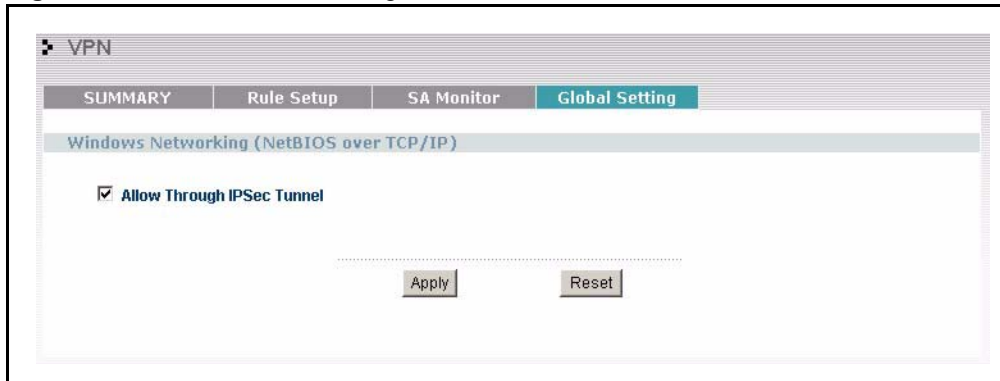 VPN
SUMMARY Rule Setup SA Monitor Global Setting
Windows Networking (NetBIOS over TCP/IP)
Allow Through IPSec Tunnel
Apply Reset